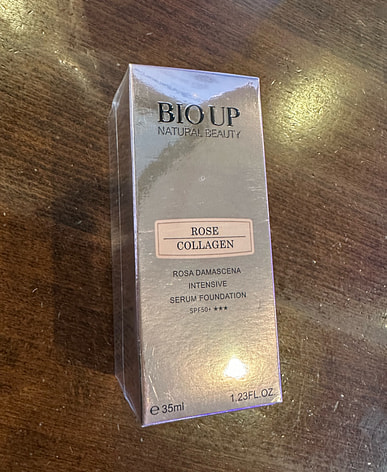 BIO UP
NATURAL BEAUTY
ROSE
COLLAGEN
ROSA DAMASCENA
INTENSIVE
SERUM FOUNDATION
SPF50+ ★★★
℮ 35ml 1.23FL.OZ